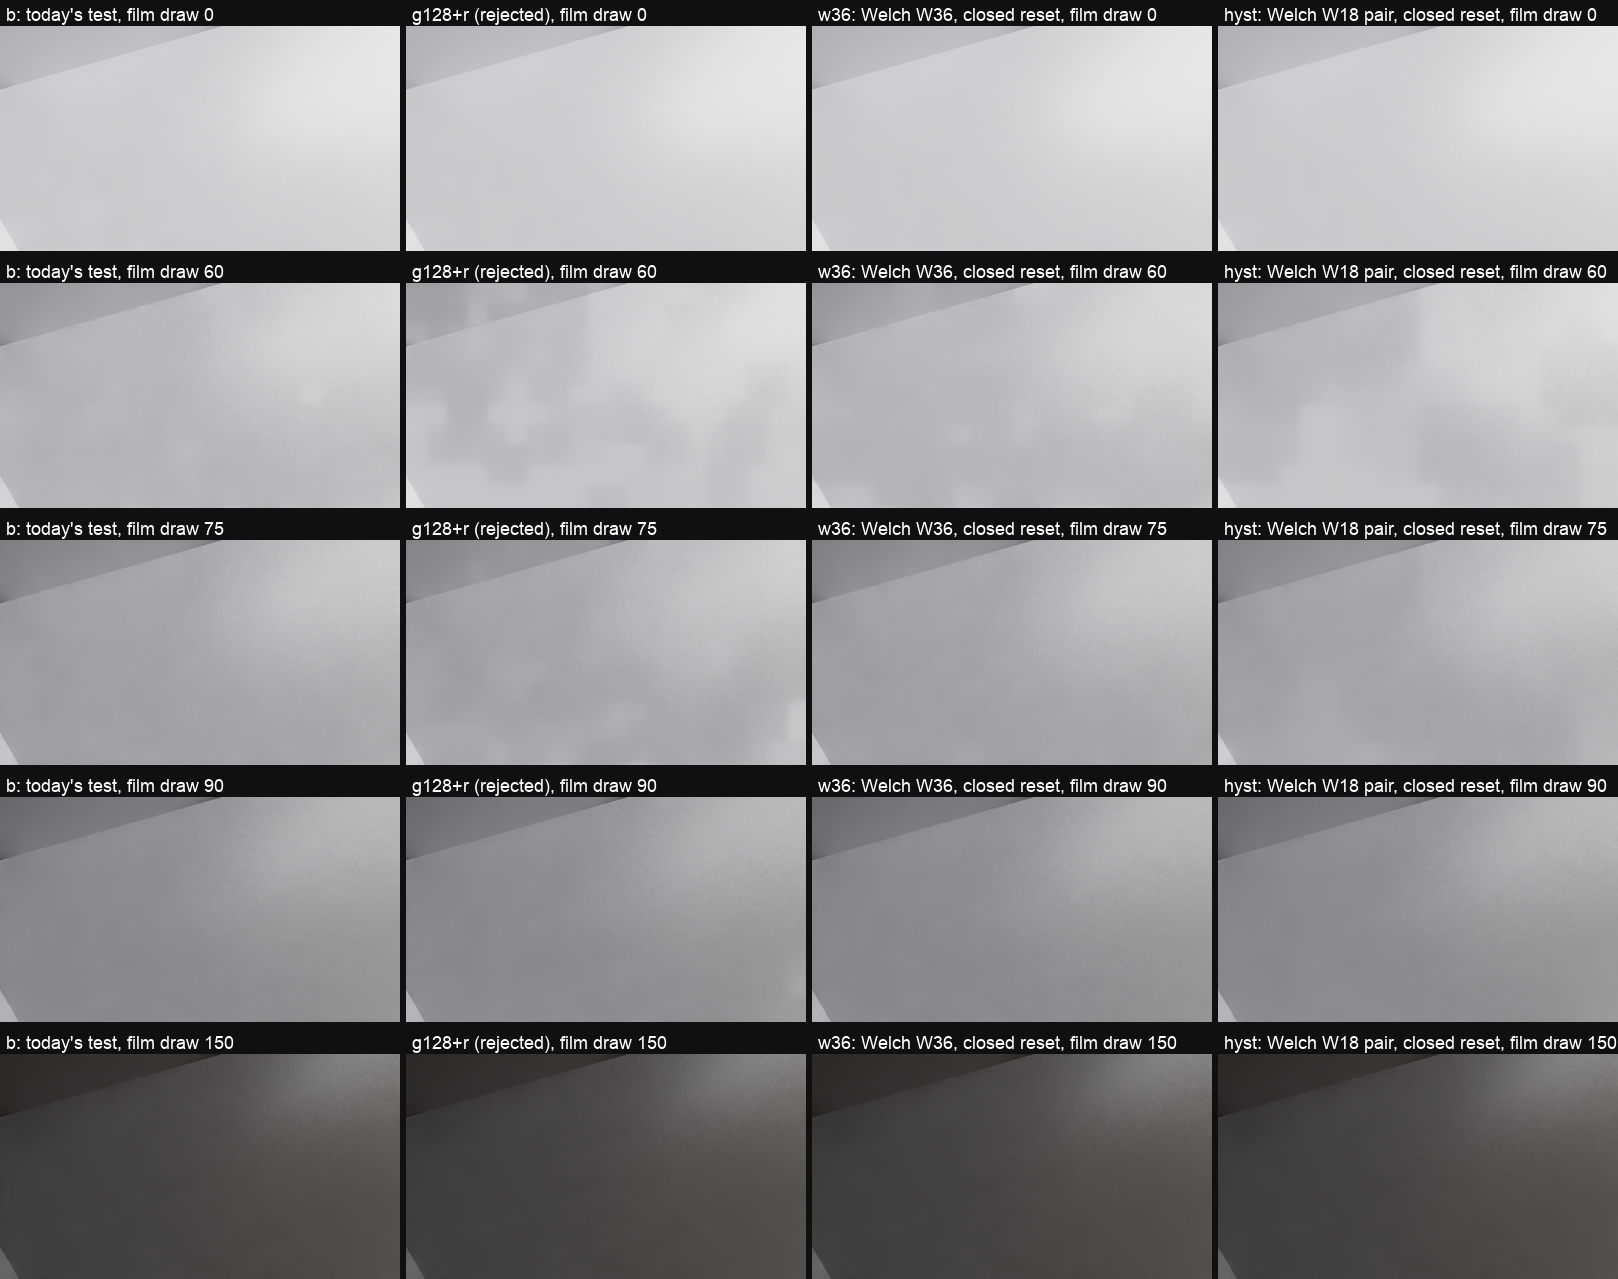 b: today's test, film draw 0
g128+r (rejected), film draw 0
w36: Welch W36, closed reset, film draw 0
hyst: Welch W18 pair, closed reset, film draw 0
b: today's test, film draw 60
g128+r (rejected), film draw 60
w36: Welch W36, closed reset, film draw 60
hyst: Welch W18 pair, closed reset, film draw 60
b: today's test, film draw 75
g128+r (rejected), film draw 75
w36: Welch W36, closed reset, film draw 75
hyst: Welch W18 pair, closed reset, film draw 75
b: today's test, film draw 90
g128+r (rejected), film draw 90
w36: Welch W36, closed reset, film draw 90
hyst: Welch W18 pair, closed reset, film draw 90
b: today's test, film draw 150
g128+r (rejected), film draw 150
w36: Welch W36, closed reset, film draw 150
hyst: Welch W18 pair, closed reset, film draw 150